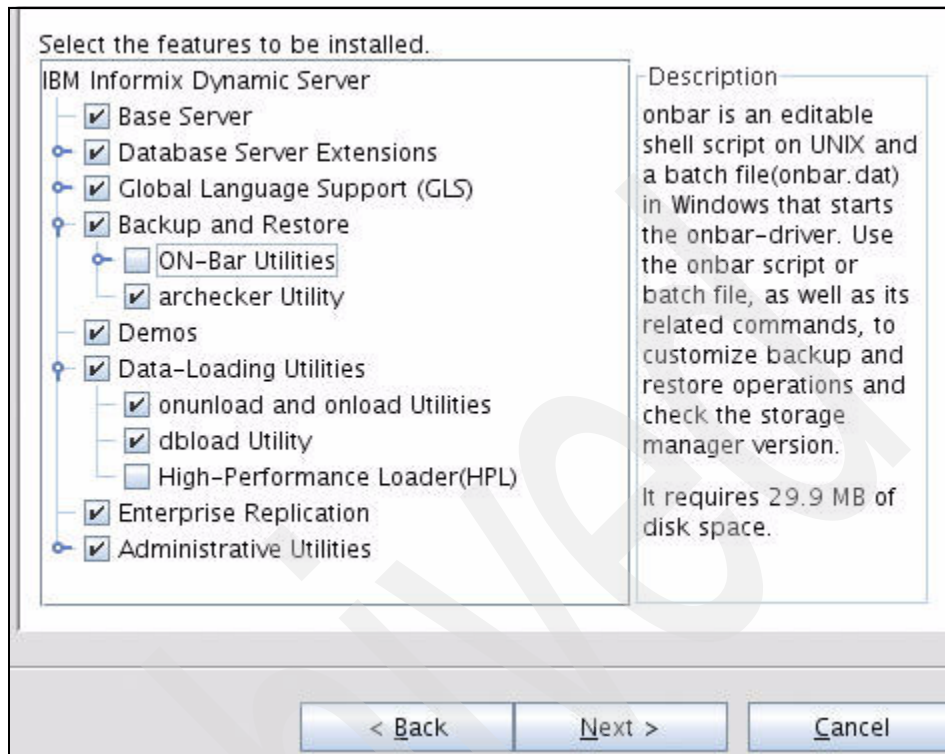 Select the features to be installed.
IBM Informix Dynamic Server
Base Server
Database Server Extensions
Global Language Support (GLS)
Backup and Restore
ON-Bar Utilities
archecker Utility
Demos
Data-Loading Utilities
onunload and onload Utilities
dbload Utility
High-Performance Loader(HPL)
Enterprise Replication
Administrative Utilities
Description
onbar is an editable
shell script on UNIX and
a batch file(onbar.dat)
in Windows that starts
the onbar-driver. Use
the onbar script or
batch file, as well as its
related commands, to
customize backup and
restore operations and
check the storage
manager version.
It requires 29.9 MB of
disk space.
< Back
Next >
Cancel